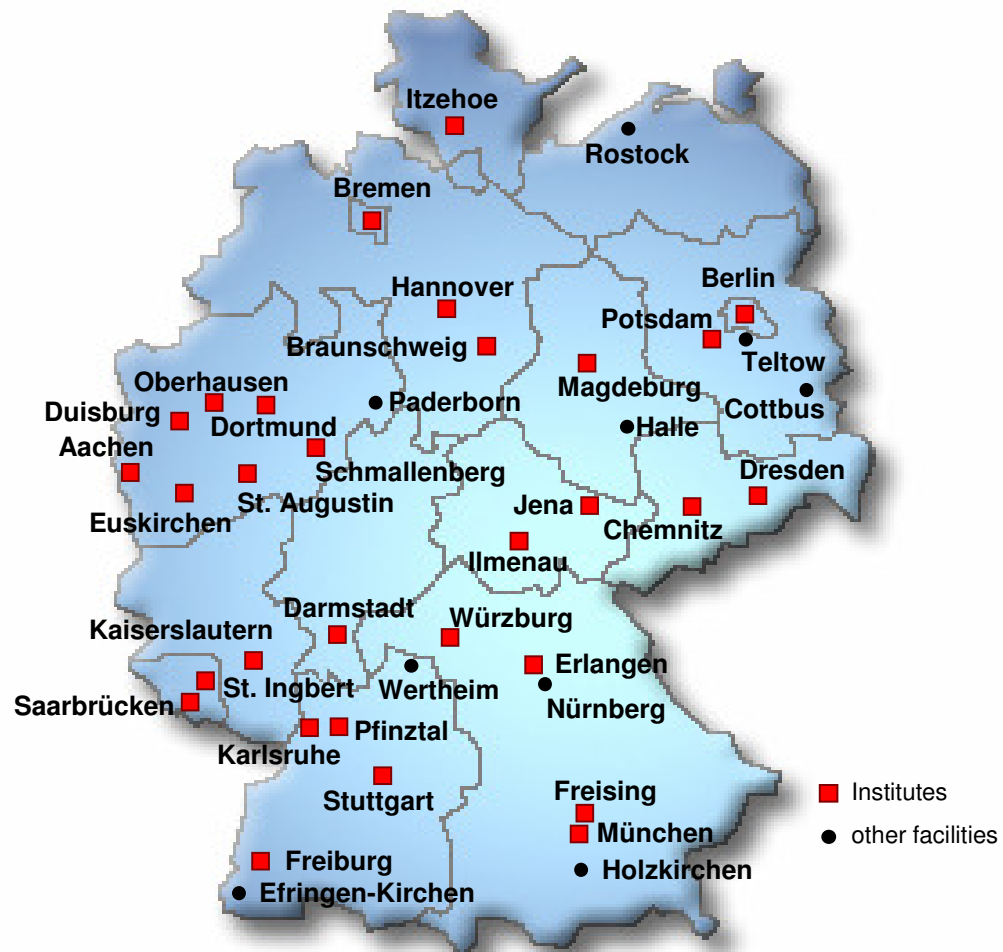 Itzehoe
Rostock
Bremen
Berlin
Hannover
Potsdam
Braunschweig
Teltow
Oberhausen
Magdeburg
Paderborn
Cottbus
Duisburg
Dortmund
Halle
Aachen
Schmallenberg
Dresden
St. Augustin
Jena
Euskirchen
Chemnitz
Ilmenau
Darmstadt
Würzburg
Kaiserslautern
Erlangen
St. Ingbert
Wertheim
Saarbrücken
Nürnberg
Pfinztal
Karlsruhe
Freising
Institutes
Stuttgart
München
other facilities
Freiburg
Holzkirchen
Efringen-Kirchen